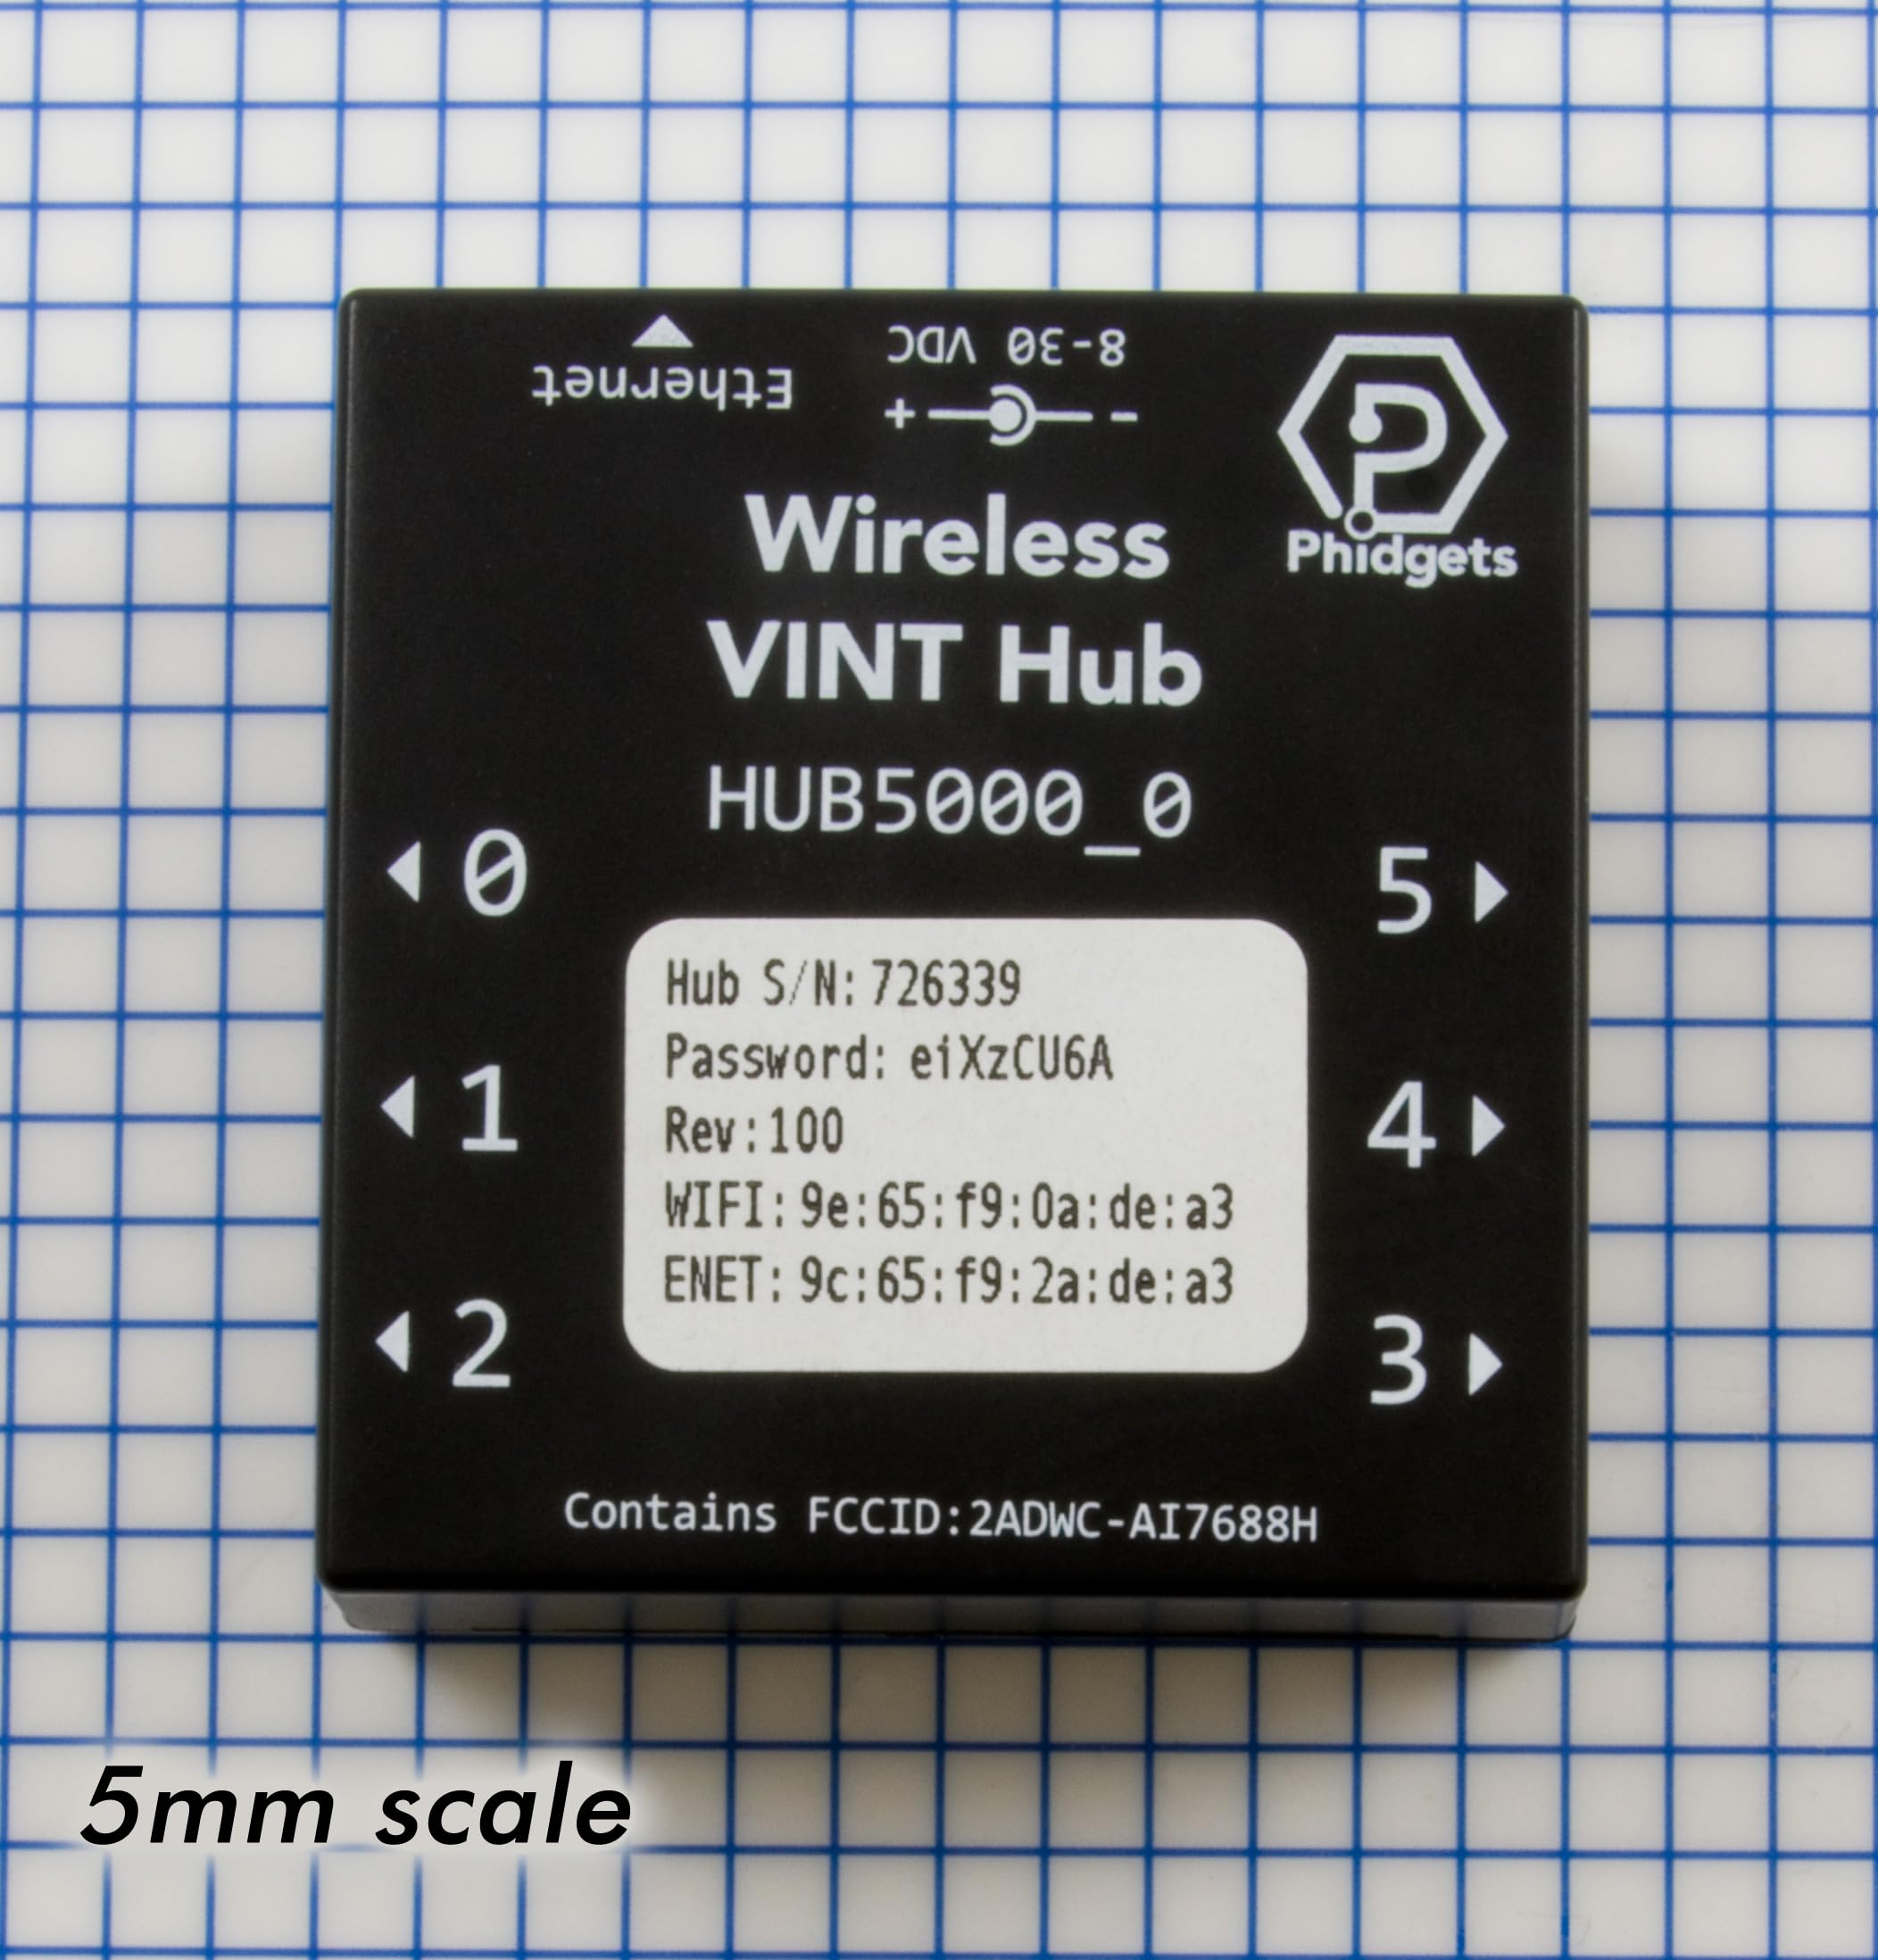 8-30 VDC
Ethernet
+ -
Phidgets
Wireless
VINT Hub
HUB5000_0
0
5
Hub S/N: 726339
Password: eiXzCU6A
Rev:100
WIFI: 9e:65:f9:0a:de:a3
ENET: 9c:65:f9:2a:de:a3
1
4
2
3
Contains FCCID:2ADWC-AI7688H
5mm scale